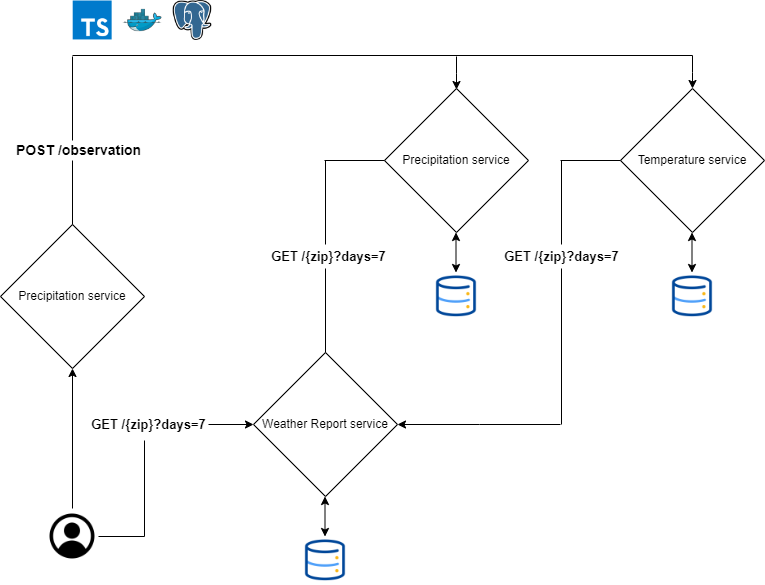 TS
POST /observation
Precipitation service
Temperature service
GET /{zip}?days=7
GET /{zip}?days=7
Precipitation service
GET /{zip}?days=7
Weather Report service